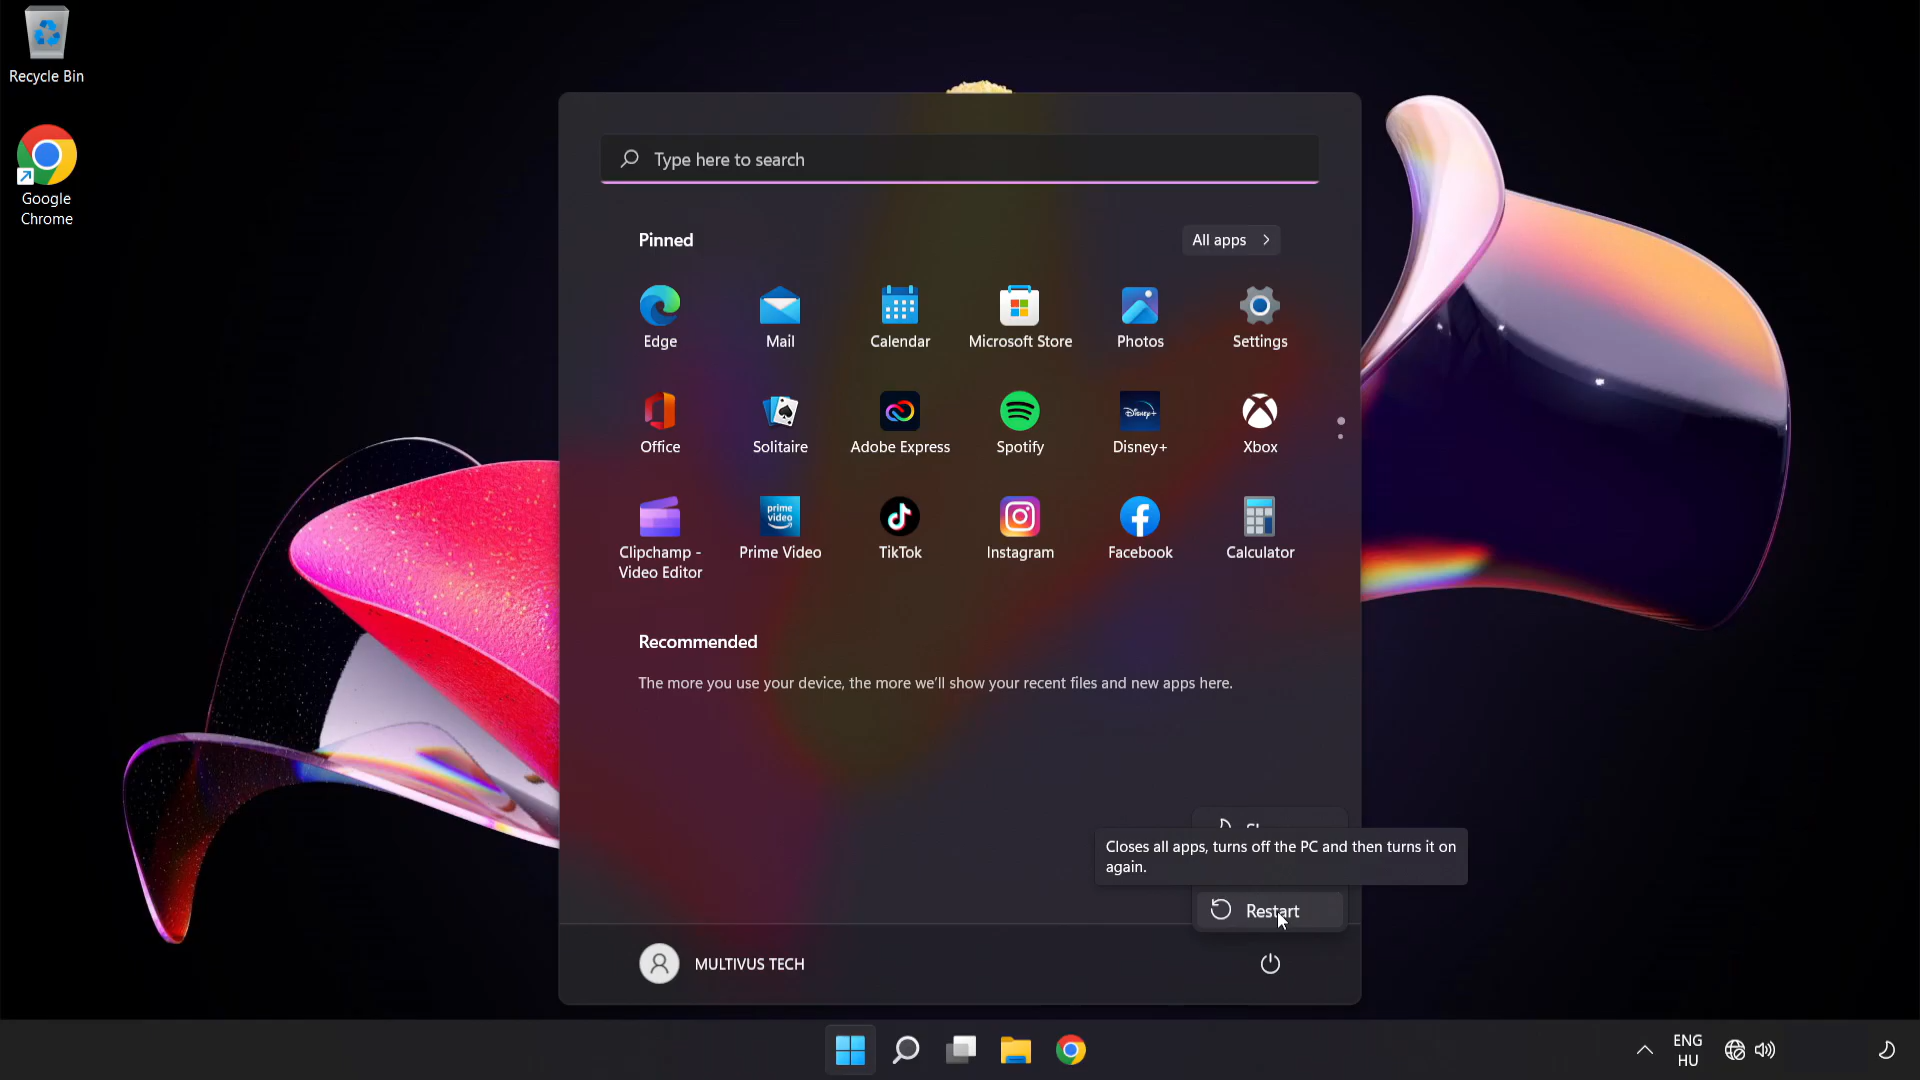 Recycle Bin
Google
Chrome
Type here to search
Pinned
All apps
Edge
Mail
Calendar
Microsoft Store
Photos
Settings
Office
Solitaire
Adobe Express
Spotify
Disney+
Disney+
Xbox
prime
video
Clipchamp -
Video Editor
Prime Video
TikTok
Instagram
Facebook
Calculator
Recommended
The more you use your device, the more we'll show your recent files and new apps here.
Closes all apps, turns off the PC and then turns it on
again.
Restart
MULTIVUS TECH
ENG
HU